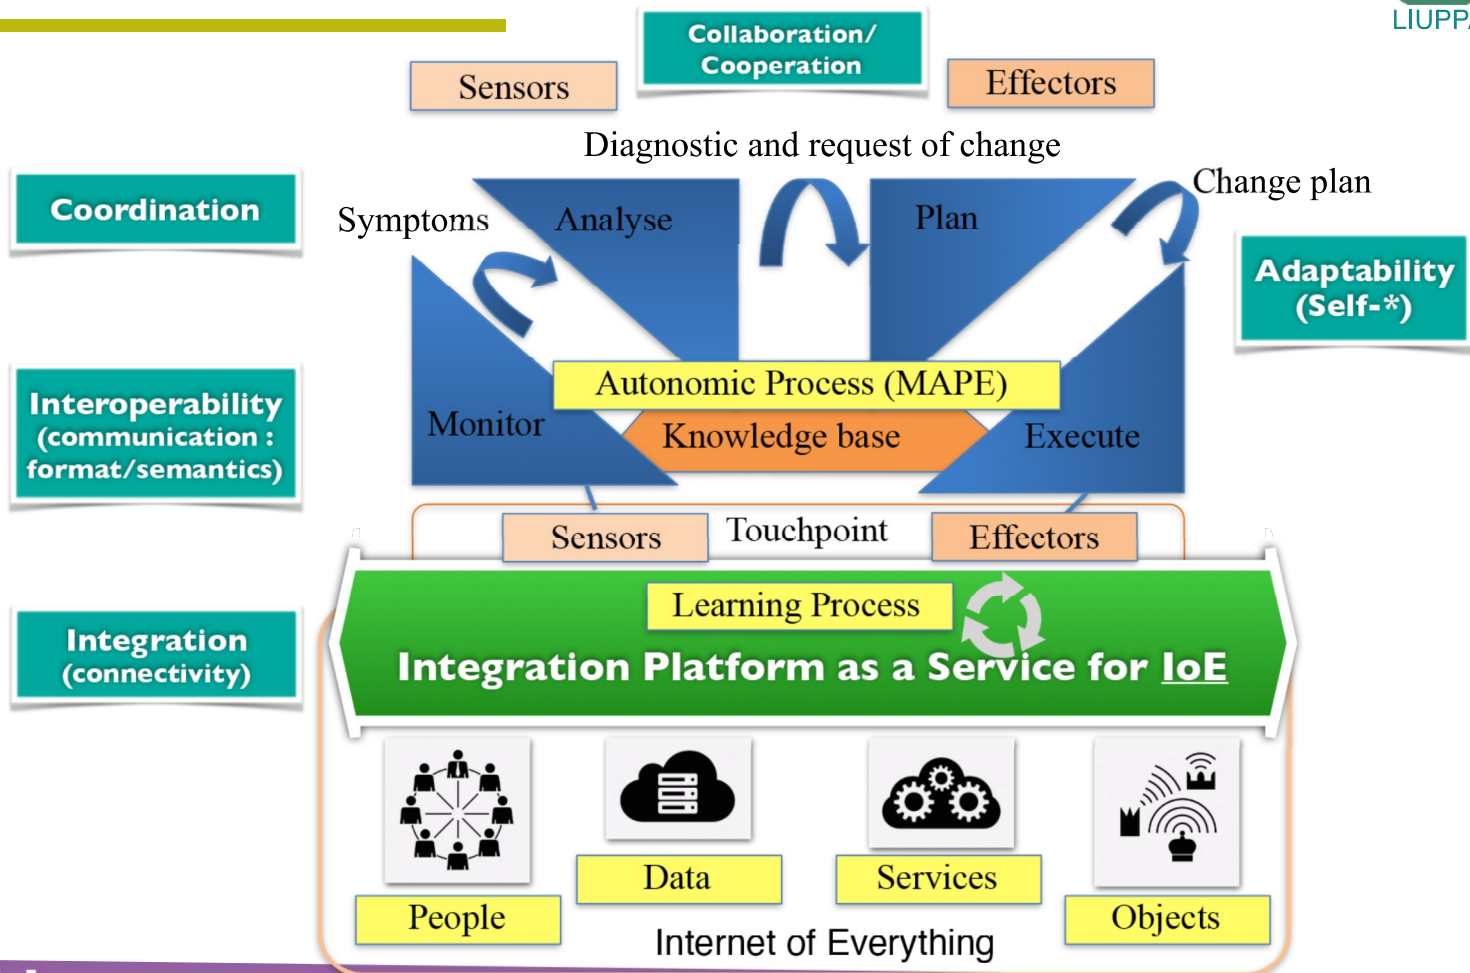 LIUPPA
Collaboration/
Cooperation
Sensors
Effectors
Diagnostic and request of change
Change plan
Coordination
Symptoms
Analyse
Plan
Adaptability
(Self-*)
Autonomic Process (MAPE)
Interoperability
(communication :
format/semantics)
Monitor
Knowledge base
Execute
Sensors
Touchpoint
Effectors
Learning Process
Integration
(connectivity)
Integration Platform as a Service for IoE
People
Data
Services
Objects
Internet of Everything